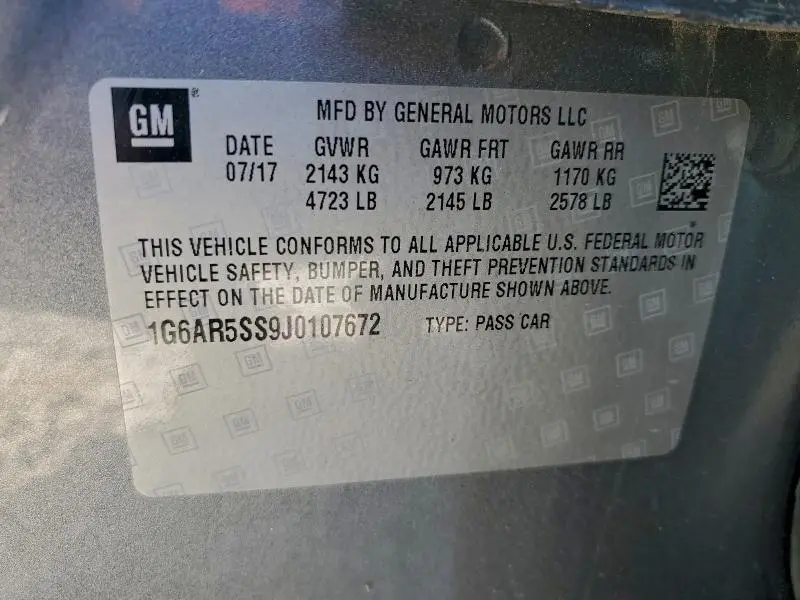 GM ® MFD BY GENERAL MOTORS LLC
DATE GVWR GAWR FRT GAWR RR
07/17 2143 KG 973 KG 1170 KG
4723 LB 2145 LB 2578 LB
THIS VEHICLE CONFORMS TO ALL APPLICABLE U.S. FEDERAL MOTOR
VEHICLE SAFETY, BUMPER, AND THEFT PREVENTION STANDARDS IN
EFFECT ON THE DATE OF MANUFACTURE SHOWN ABOVE.
1G6AR5SS9J0107672 TYPE: PASS CAR